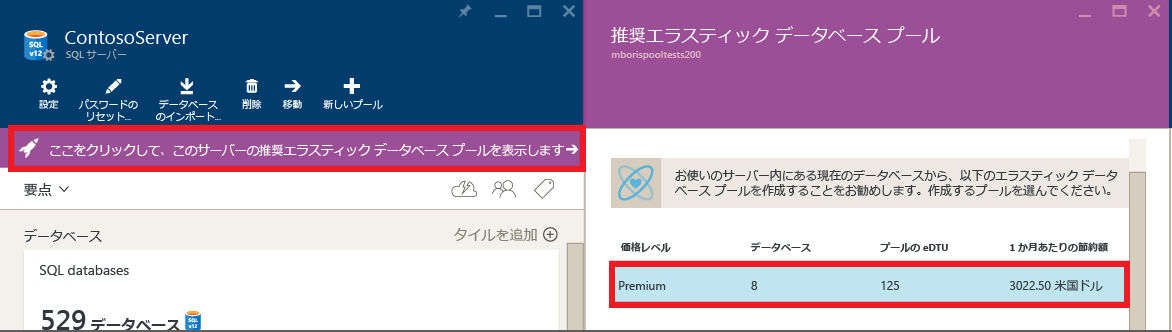 ContosoServer
SQL サーバー
設定
パスワードの
リセット...
データベース
のインポート...
削除
移動
新しいプール
ここをクリックして、このサーバーの推奨エラスティック データベース プールを表示します
要点
データベース
タイルを追加
SQL databases
529 データベース
推奨エラスティック データベース プール
mborispooltests200
お使いのサーバー内にある現在のデータベースから、以下のエラスティック データ
ベース プールを作成することをお勧めします。作成するプールを選んでください。
価格レベル データベース プールの eDTU 1 か月あたりの節約額
Premium 8 125 3022.50 米国ドル